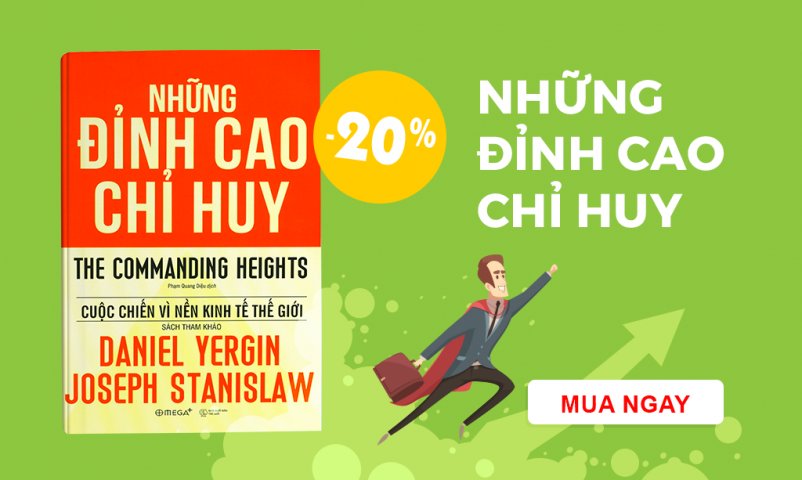 NHỮNG
ĐỈNH CAO
CHỈ HUY
THE COMMANDING HEIGHTS
Phạm Quang Diệu dịch
CUỘC CHIẾN VÌ NỀN KINH TẾ THẾ GIỚI
SÁCH THAM KHẢO
DANIEL YERGIN
JOSEPH STANISLAW
OMEGA+
-20%
NHỮNG
ĐỈNH CAO
CHỈ HUY
MUA NGAY